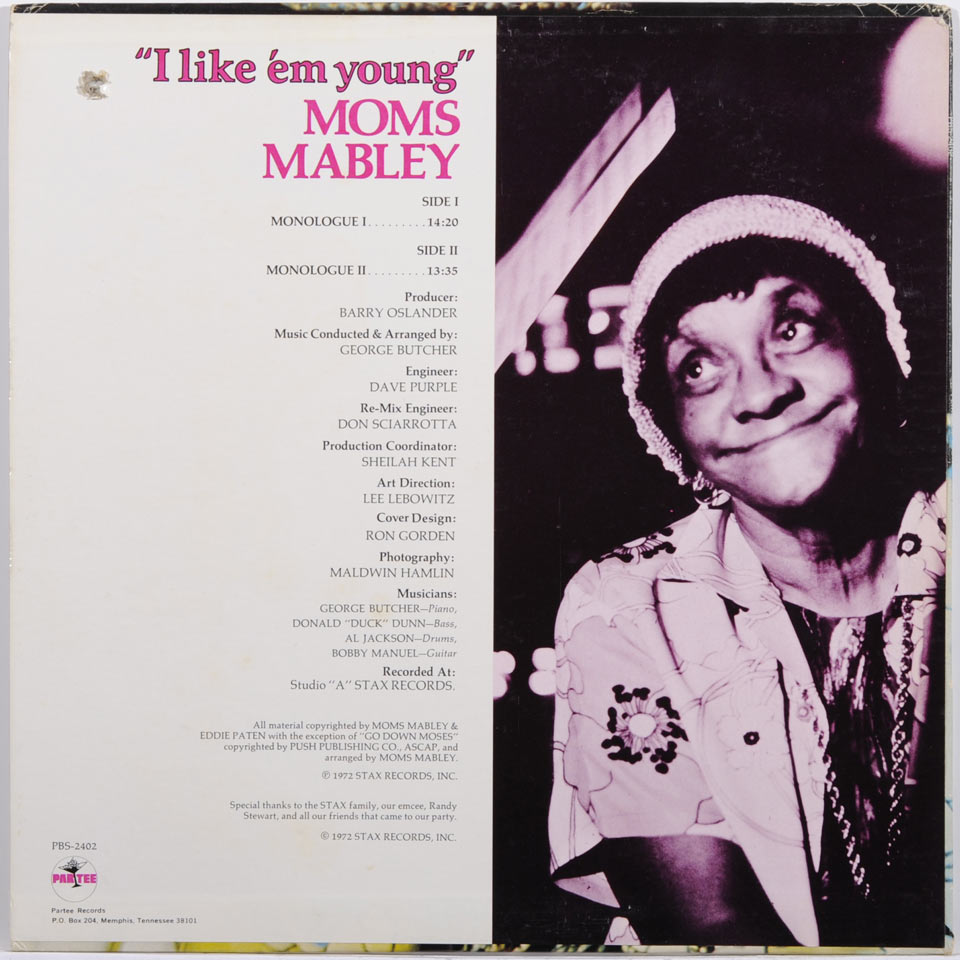 "I like 'em young"
MOMS
MABLEY
SIDE I
MONOLOGUE I.........14:20
SIDE II
MONOLOGUE II........13:35
Producer:
BARRY OSLANDER
Music Conducted & Arranged by:
GEORGE BUTCHER
Engineer:
DAVE PURPLE
Re-Mix Engineer:
DON SCIARROTTA
Production Coordinator:
SHEILAH KENT
Art Direction:
LEE LEBOWITZ
Cover Design:
RON GORDEN
Photography:
MALDWIN HAMLIN
Musicians:
GEORGE BUTCHER—Piano,
DONALD "DUCK" DUNN—Bass,
AL JACKSON—Drums,
BOBBY MANUEL—Guitar
Recorded At:
Studio "A" STAX RECORDS.
All material copyrighted by MOMS MABLEY &
EDDIE PATEN with the exception of "GO DOWN MOSES"
copyrighted by PUSH PUBLISHING CO., ASCAP, and
arranged by MOMS MABLEY.
℗ 1972 STAX RECORDS, INC.
Special thanks to the STAX family, our emcee, Randy
Stewart, and all our friends that came to our party.
© 1972 STAX RECORDS, INC.
PBS-2402
PARTEE
Partee Records
P.O. Box 204, Memphis, Tennessee 38101